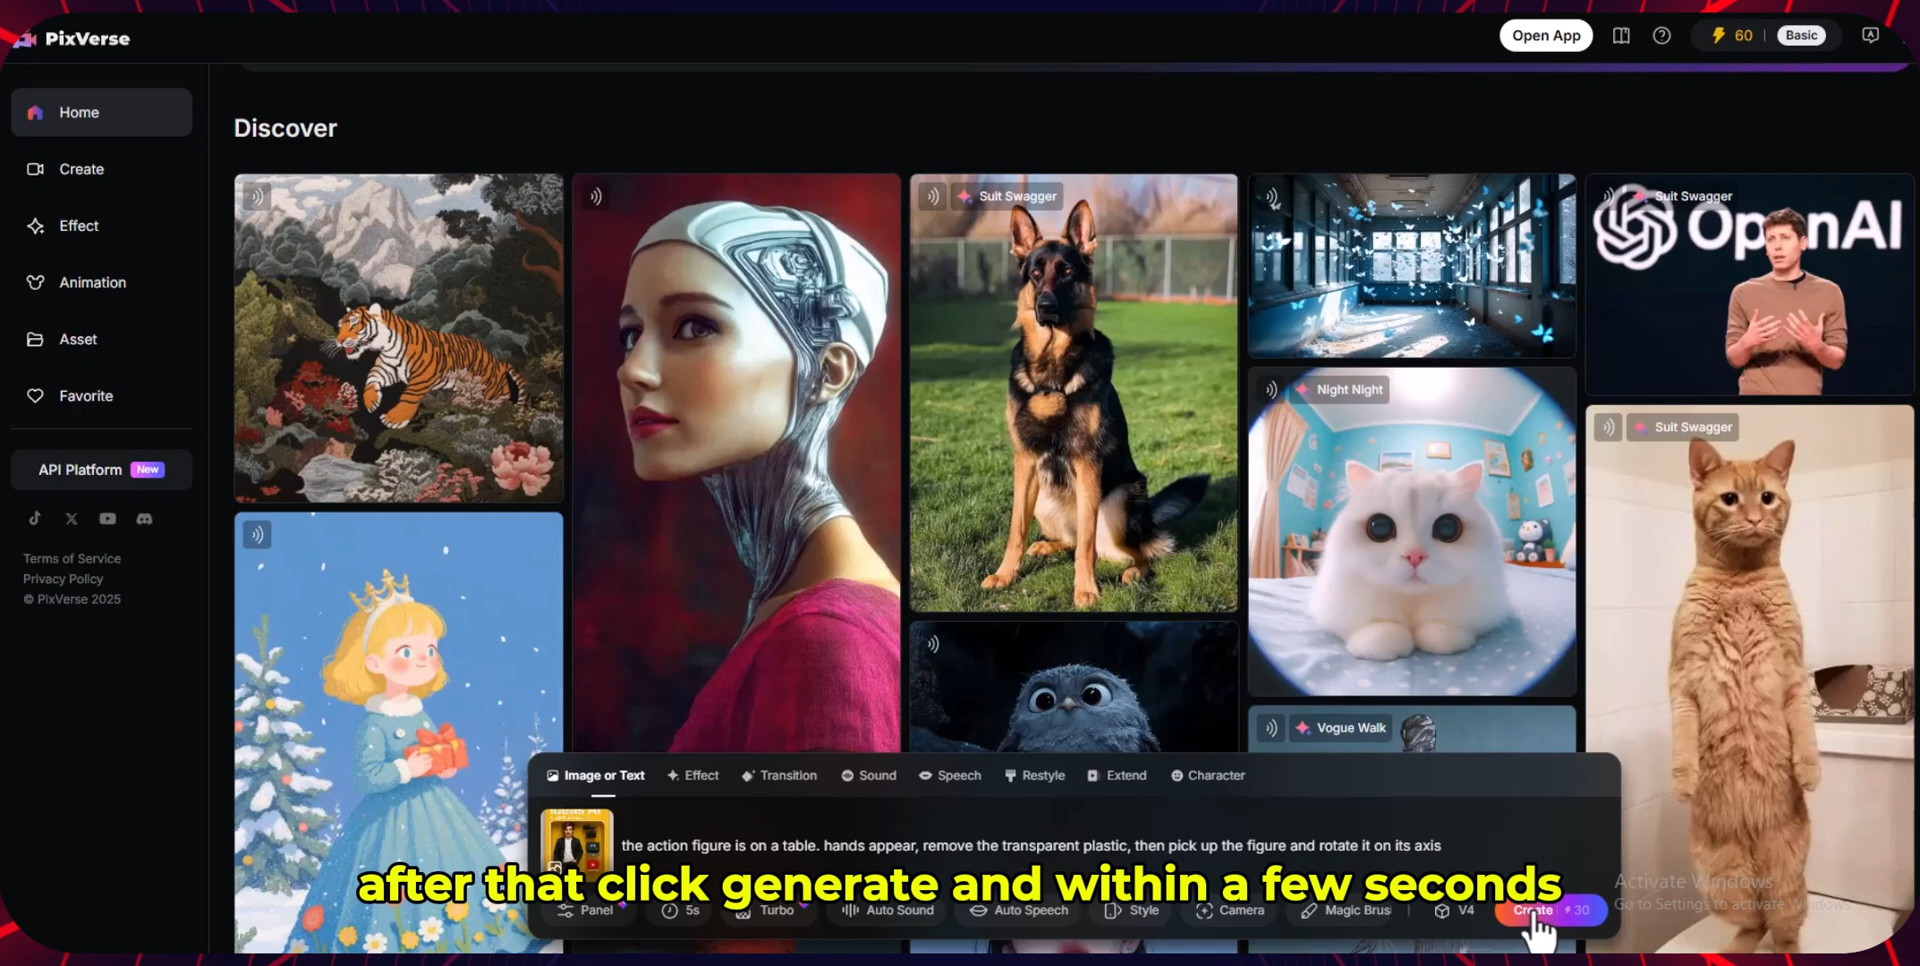 PixVerse
Open App
60
Basic
Home
Create
Effect
Animation
Asset
Favorite
API Platform New
Terms of Service
Privacy Policy
© PixVerse 2025
Discover
Suit Swagger
Suit Swagger
OpenAI
Night Night
Suit Swagger
Vogue Walk
Image or Text Effect Transition Sound Speech Restyle Extend Character
the action figure is on a table. hands appear, remove the transparent plastic, then pick up the figure and rotate it on its axis
after that click generate and within a few seconds
Panel 5s Turbo Auto Sound Auto Speech Style Camera Magic Brus V4 Create 30
Activate Windows
Go to Settings to activate Windows.